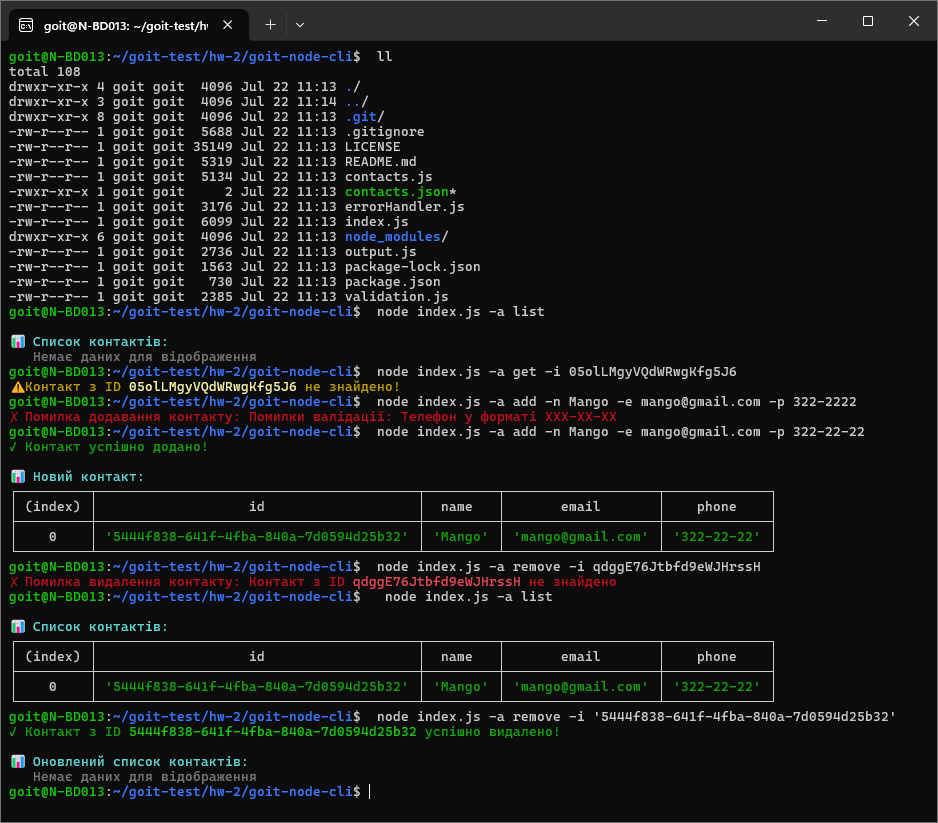 goit@N-BD013: ~/goit-test/hw
goit@N-BD013:~/goit-test/hw-2/goit-node-cli$ ll
total 108
drwxr-xr-x 4 goit goit  4096 Jul 22 11:13 ./
drwxr-xr-x 3 goit goit  4096 Jul 22 11:14 ../
drwxr-xr-x 8 goit goit  4096 Jul 22 11:13 .git/
-rw-r--r-- 1 goit goit  5688 Jul 22 11:13 .gitignore
-rw-r--r-- 1 goit goit 35149 Jul 22 11:13 LICENSE
-rw-r--r-- 1 goit goit  5319 Jul 22 11:13 README.md
-rw-r--r-- 1 goit goit  5134 Jul 22 11:13 contacts.js
-rwxr-xr-x 1 goit goit     2 Jul 22 11:13 contacts.json*
-rw-r--r-- 1 goit goit  3176 Jul 22 11:13 errorHandler.js
-rw-r--r-- 1 goit goit  6099 Jul 22 11:13 index.js
drwxr-xr-x 6 goit goit  4096 Jul 22 11:13 node_modules/
-rw-r--r-- 1 goit goit  2736 Jul 22 11:13 output.js
-rw-r--r-- 1 goit goit  1563 Jul 22 11:13 package-lock.json
-rw-r--r-- 1 goit goit   730 Jul 22 11:13 package.json
-rw-r--r-- 1 goit goit  2385 Jul 22 11:13 validation.js
goit@N-BD013:~/goit-test/hw-2/goit-node-cli$  node index.js -a list
📊 Список контактів:
Немає даних для відображення
goit@N-BD013:~/goit-test/hw-2/goit-node-cli$  node index.js -a get -i 05olLMgyVQdWRwgKfg5J6
⚠️Контакт з ID 05olLMgyVQdWRwgKfg5J6 не знайдено!
goit@N-BD013:~/goit-test/hw-2/goit-node-cli$  node index.js -a add -n Mango -e mango@gmail.com -p 322-2222
✗ Помилка додавання контакту: Помилки валідації: Телефон у форматі XXX-XX-XX
goit@N-BD013:~/goit-test/hw-2/goit-node-cli$  node index.js -a add -n Mango -e mango@gmail.com -p 322-22-22
✓ Контакт успішно додано!
📊 Новий контакт:
(index) id name email phone
0 '5444f838-641f-4fba-840a-7d0594d25b32' 'Mango' 'mango@gmail.com' '322-22-22'
goit@N-BD013:~/goit-test/hw-2/goit-node-cli$  node index.js -a remove -i qdggE76Jtbfd9eWJHrssH
✗ Помилка видалення контакту: Контакт з ID qdggE76Jtbfd9eWJHrssH не знайдено
goit@N-BD013:~/goit-test/hw-2/goit-node-cli$   node index.js -a list
📊 Список контактів:
(index) id name email phone
0 '5444f838-641f-4fba-840a-7d0594d25b32' 'Mango' 'mango@gmail.com' '322-22-22'
goit@N-BD013:~/goit-test/hw-2/goit-node-cli$  node index.js -a remove -i '5444f838-641f-4fba-840a-7d0594d25b32'
✓ Контакт з ID 5444f838-641f-4fba-840a-7d0594d25b32 успішно видалено!
📊 Оновлений список контактів:
Немає даних для відображення
goit@N-BD013:~/goit-test/hw-2/goit-node-cli$